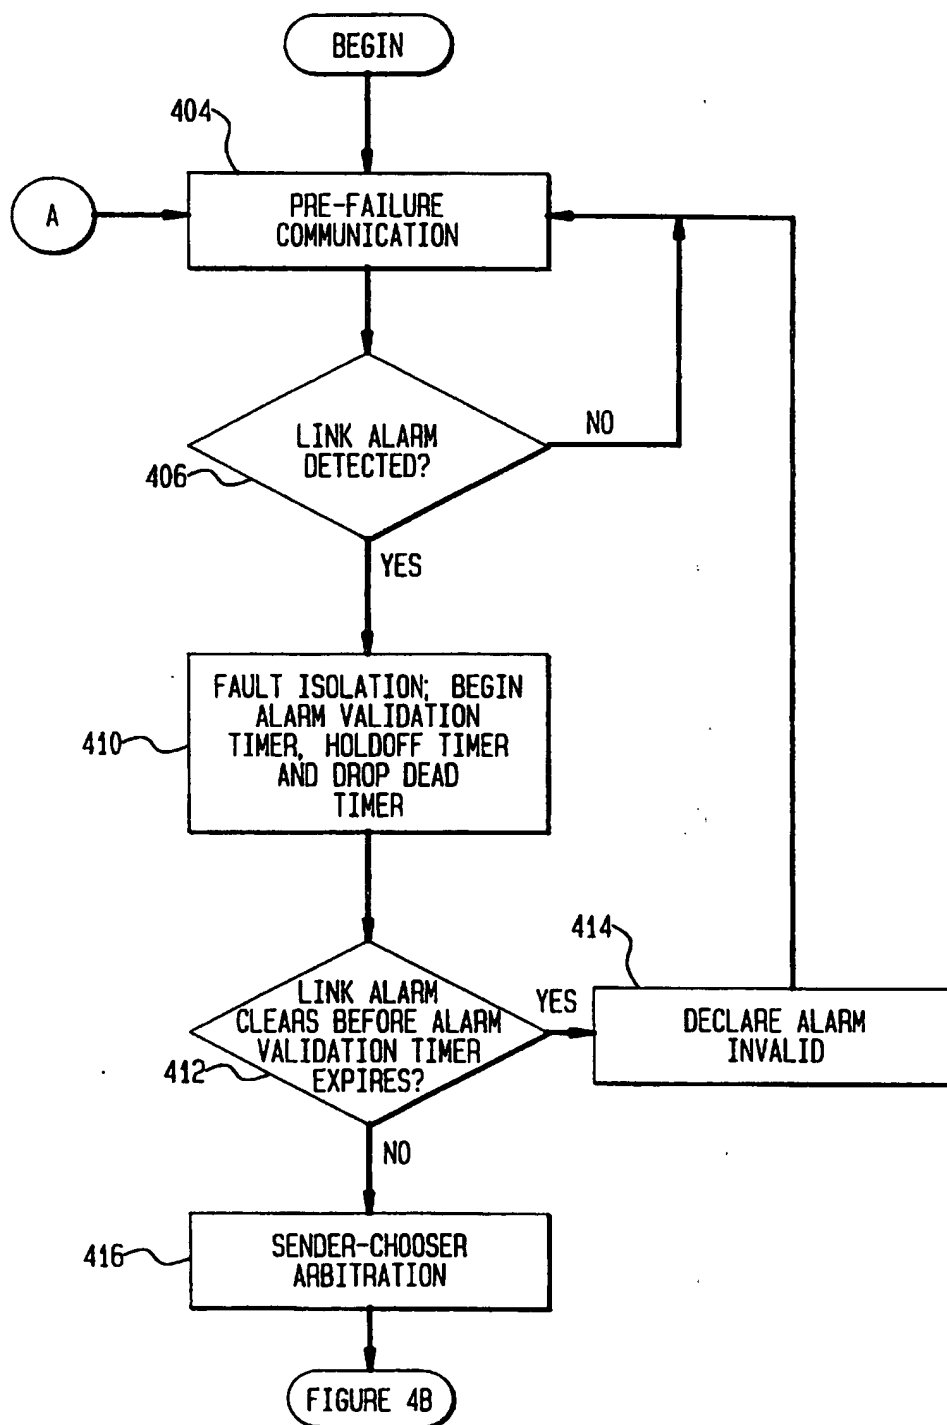 BEGIN
404
A
PRE-FAILURE
COMMUNICATION
LINK ALARM
DETECTED?
NO
406
YES
FAULT ISOLATION; BEGIN
ALARM VALIDATION
TIMER, HOLDOFF TIMER
AND DROP DEAD
TIMER
410
414
LINK ALARM
CLEARS BEFORE ALARM
VALIDATION TIMER
EXPIRES?
YES
412
DECLARE ALARM
INVALID
NO
416
SENDER-CHOOSER
ARBITRATION
FIGURE 4B